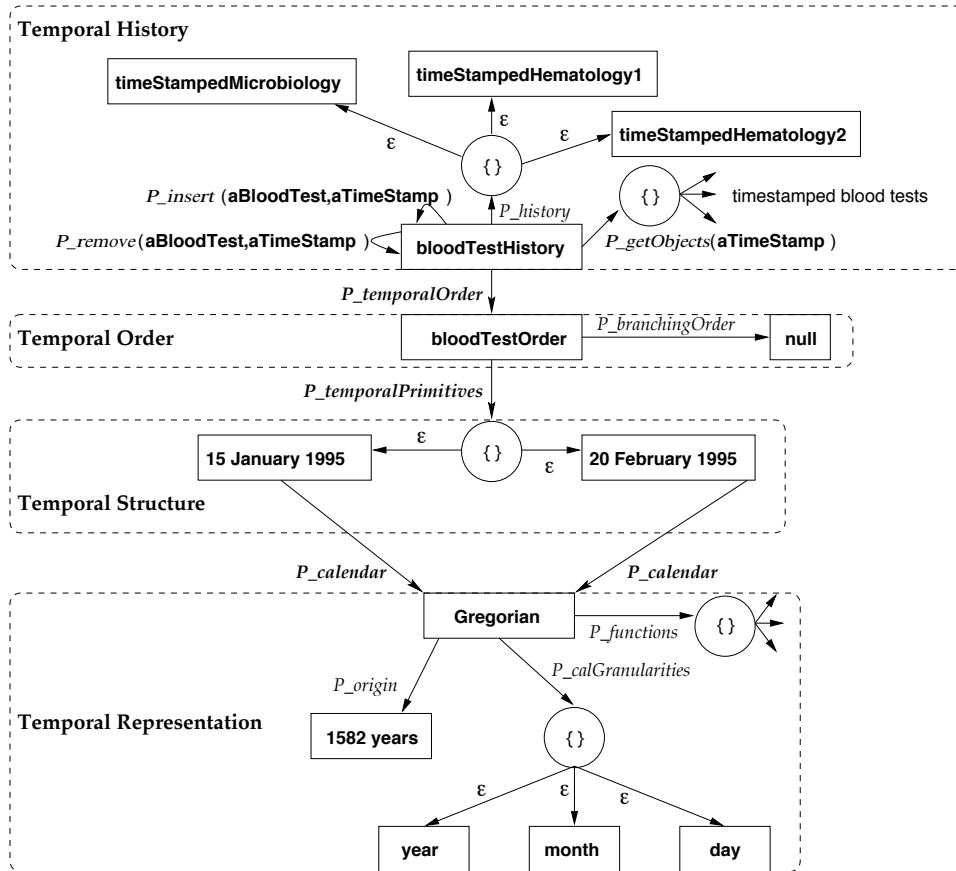 Temporal History
timeStampedMicrobiology
timeStampedHematology1
timeStampedHematology2
ε
ε
ε
{ }
{ }
timestamped blood tests
P_insert (aBloodTest,aTimeStamp )
P_history
P_remove(aBloodTest,aTimeStamp )
bloodTestHistory
P_getObjects(aTimeStamp )
P_temporalOrder
Temporal Order
bloodTestOrder
P_branchingOrder
null
P_temporalPrimitives
15 January 1995
ε
{ }
ε
20 February 1995
Temporal Structure
P_calendar
P_calendar
Gregorian
P_functions
{ }
P_origin
P_calGranularities
Temporal Representation
1582 years
{ }
ε
ε
ε
year
month
day